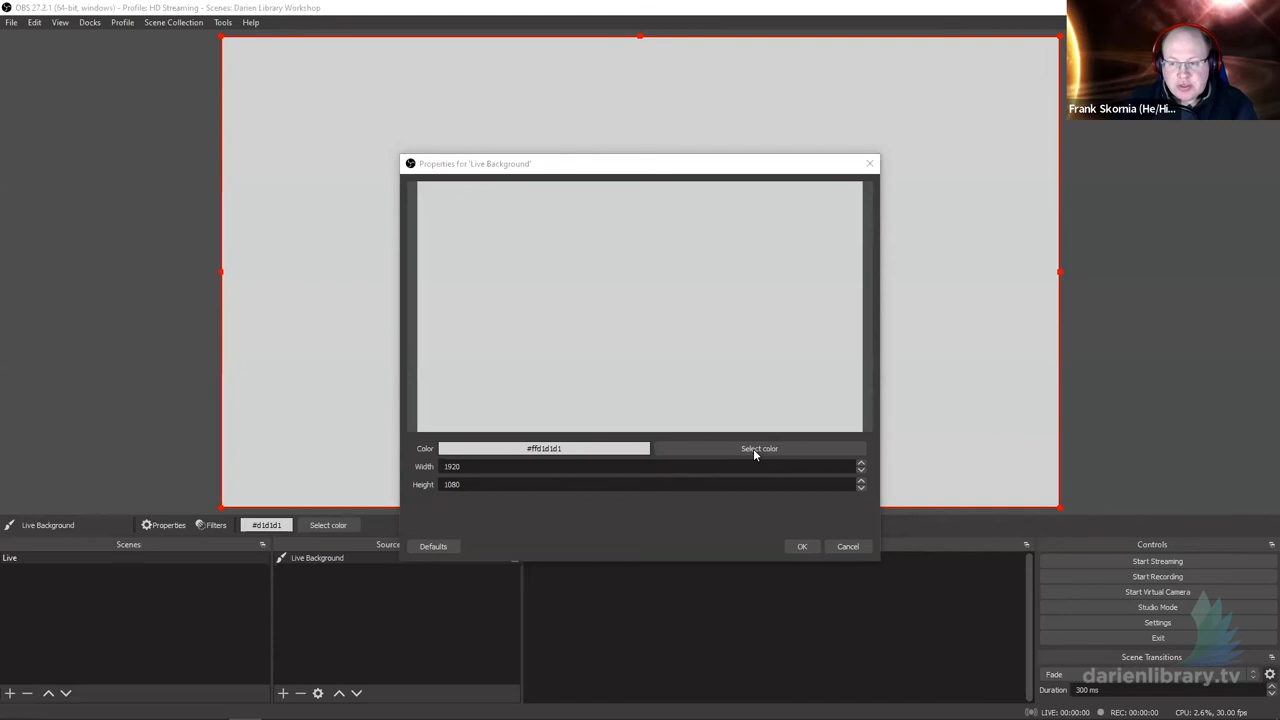 OBS 27.2.1 (64-bit, windows) - Profile: HD Streaming - Scenes: Darien Library Workshop
File Edit View Docks Profile Scene Collection Tools Help
Frank Skornia (He/Hi...
Properties for 'Live Background'
Color #ffd1d1d1 Select color
Width 1920
Height 1080
Defaults OK Cancel
Live Background Properties Filters #d1d1d1 Select color
Scenes
Live
Sourc
Live Background
Controls
Start Streaming
Start Recording
Start Virtual Camera
Studio Mode
Settings
Exit
Scene Transitions
Fade
Duration 300 ms
darienlibrary.tv
LIVE: 00:00:00 REC: 00:00:00 CPU: 2.6%, 30.00 fps